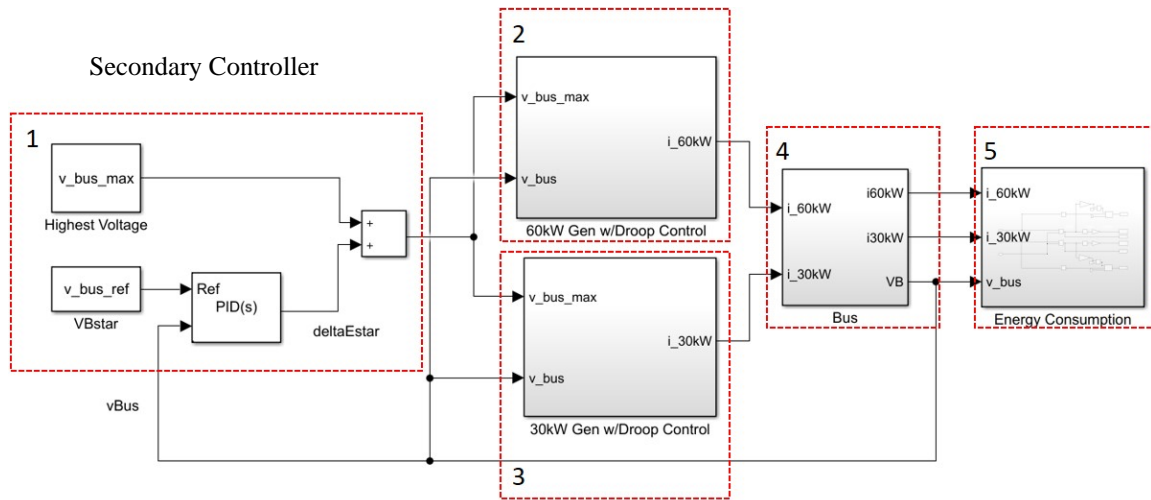 Secondary Controller
1
v_bus_max
Highest Voltage
v_bus_ref
VBstar
Ref
PID(s)
+
+
deltaEstar
vBus
2
v_bus_max
v_bus
i_60kW
60kW Gen w/Droop Control
v_bus_max
v_bus
i_30kW
30kW Gen w/Droop Control
3
4
i_60kW
i_30kW
i60kW
i30kW
VB
Bus
5
i_60kW
i_30kW
v_bus
Energy Consumption